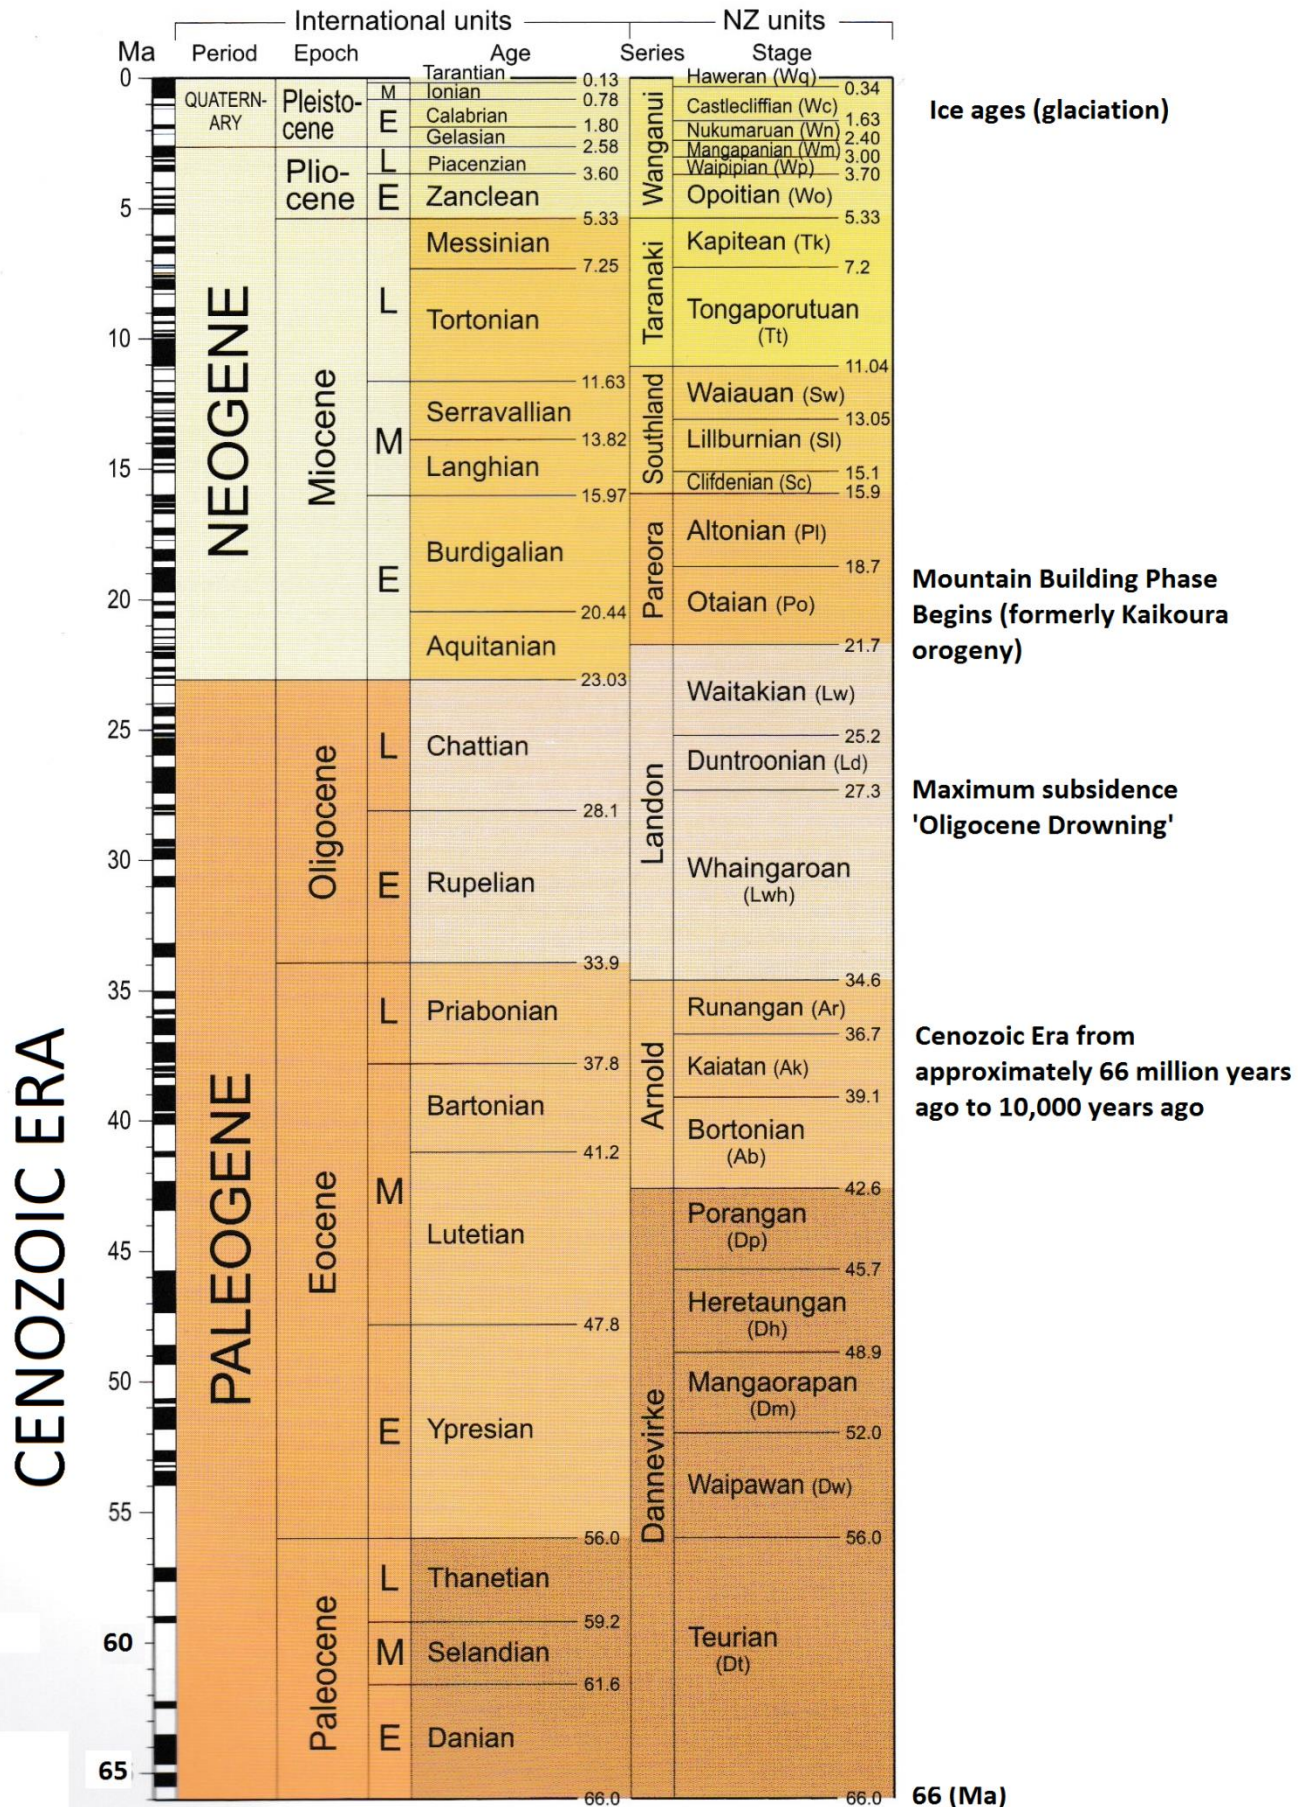 International units
NZ units
Ma
Period
Epoch
Age
Series
Stage
0
5
10
15
20
25
30
35
40
45
50
55
60
65
CENOZOIC ERA
QUATERN-
ARY
NEOGENE
PALEOGENE
Pleisto-
cene
Plio-
cene
Miocene
Oligocene
Eocene
Paleocene
M
E
L
E
L
M
E
L
E
L
M
E
L
M
E
Tarantian
0.13
Ionian
0.78
Calabrian
1.80
Gelasian
2.58
Piacenzian
3.60
Zanclean
5.33
Messinian
7.25
Tortonian
11.63
Serravallian
13.82
Langhian
15.97
Burdigalian
20.44
Aquitanian
23.03
Chattian
28.1
Rupelian
33.9
Priabonian
37.8
Bartonian
41.2
Lutetian
47.8
Ypresian
56.0
Thanetian
59.2
Selandian
61.6
Danian
66.0
Wanganui
Taranaki
Southland
Pareora
Landon
Arnold
Dannevirke
Haweran (Wq)
0.34
Castlecliffian (Wc)
1.63
Nukumaruan (Wn)
2.40
Mangapanian (Wm)
3.00
Waipipian (Wp)
3.70
Opoitian (Wo)
5.33
Kapitean (Tk)
7.2
Tongaporutuan
(Tt)
11.04
Waiauan (Sw)
13.05
Lillburnian (Sl)
15.1
Clifdenian (Sc)
15.9
Altonian (Pl)
18.7
Otaian (Po)
21.7
Waitakian (Lw)
25.2
Duntroonian (Ld)
27.3
Whaingaroan
(Lwh)
34.6
Runangan (Ar)
36.7
Kaiatan (Ak)
39.1
Bortonian
(Ab)
42.6
Porangan
(Dp)
45.7
Heretaungan
(Dh)
48.9
Mangaorapan
(Dm)
52.0
Waipawan (Dw)
56.0
Teurian
(Dt)
66.0
Ice ages (glaciation)
Mountain Building Phase
Begins (formerly Kaikoura
orogeny)
Maximum subsidence
'Oligocene Drowning'
Cenozoic Era from
approximately 66 million years
ago to 10,000 years ago
66 (Ma)